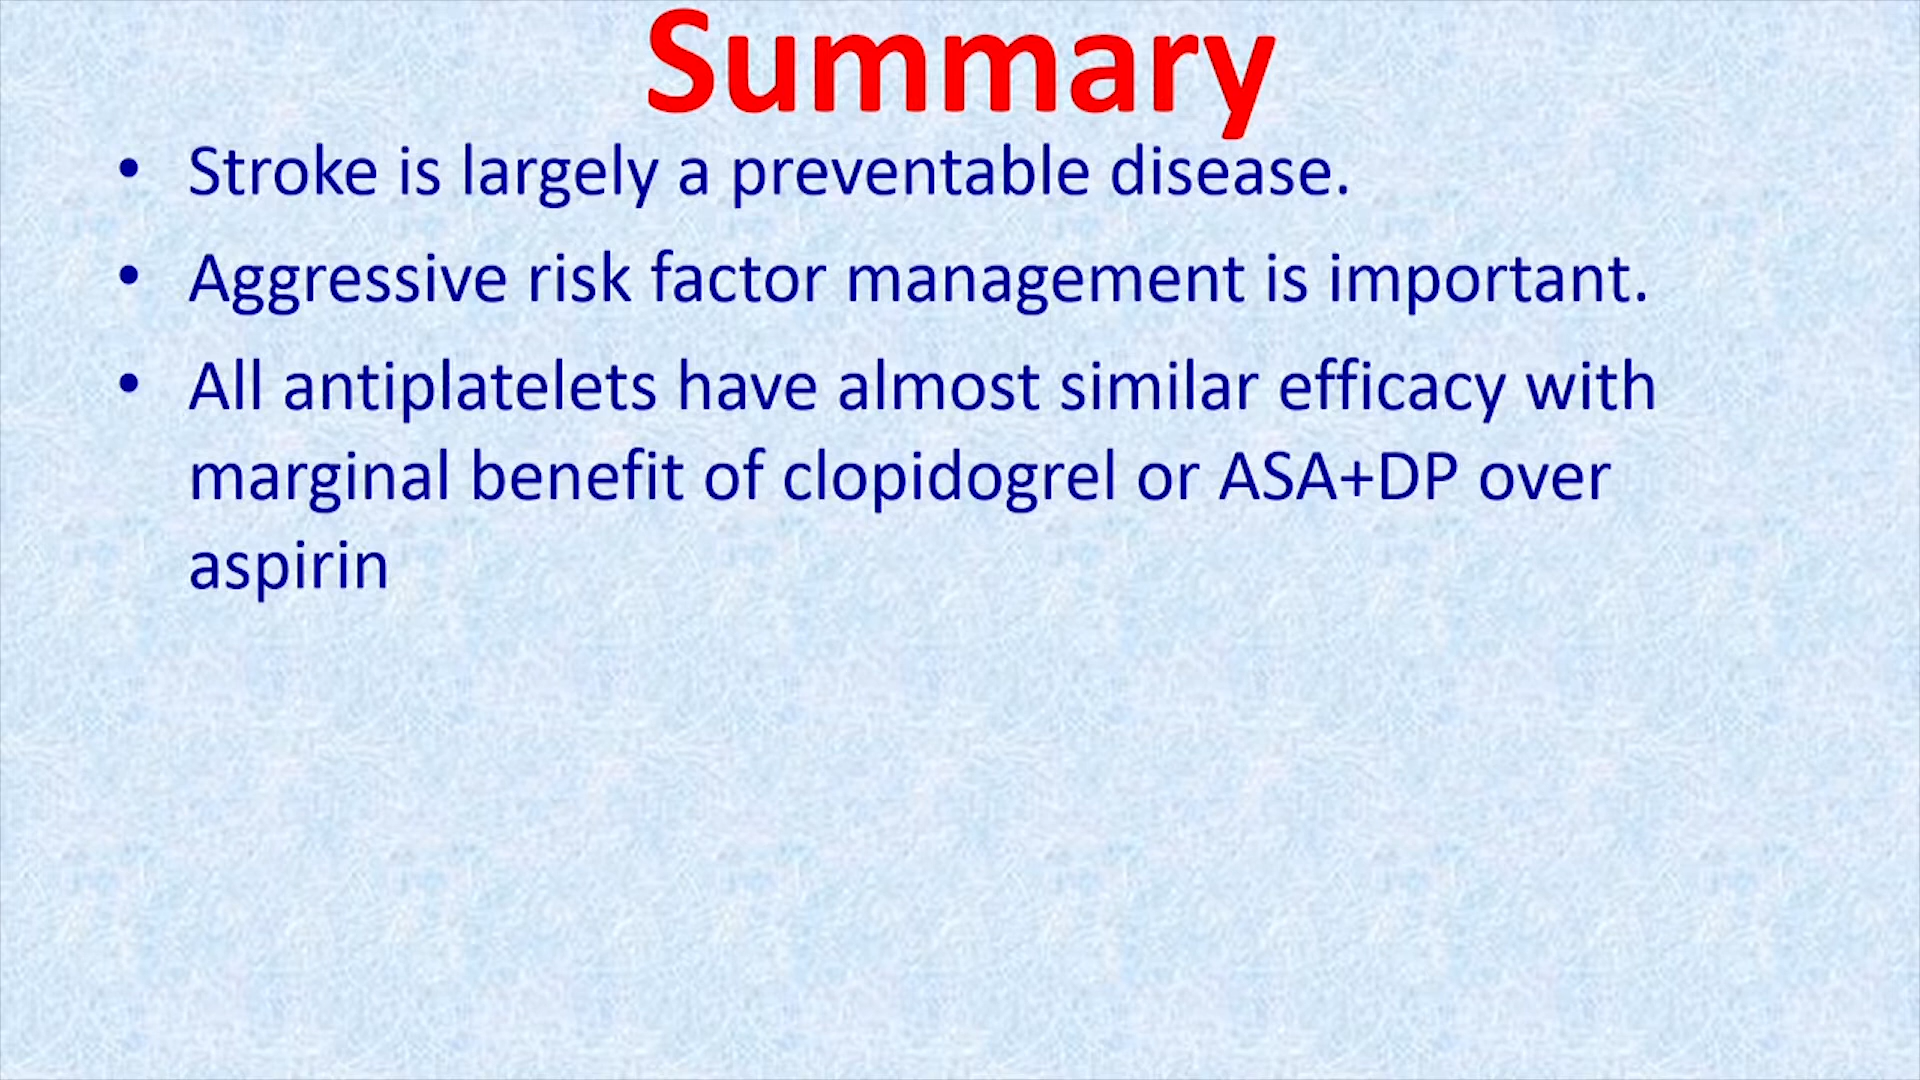 Summary
• Stroke is largely a preventable disease.
• Aggressive risk factor management is important.
• All antiplatelets have almost similar efficacy with
marginal benefit of clopidogrel or ASA+DP over
aspirin